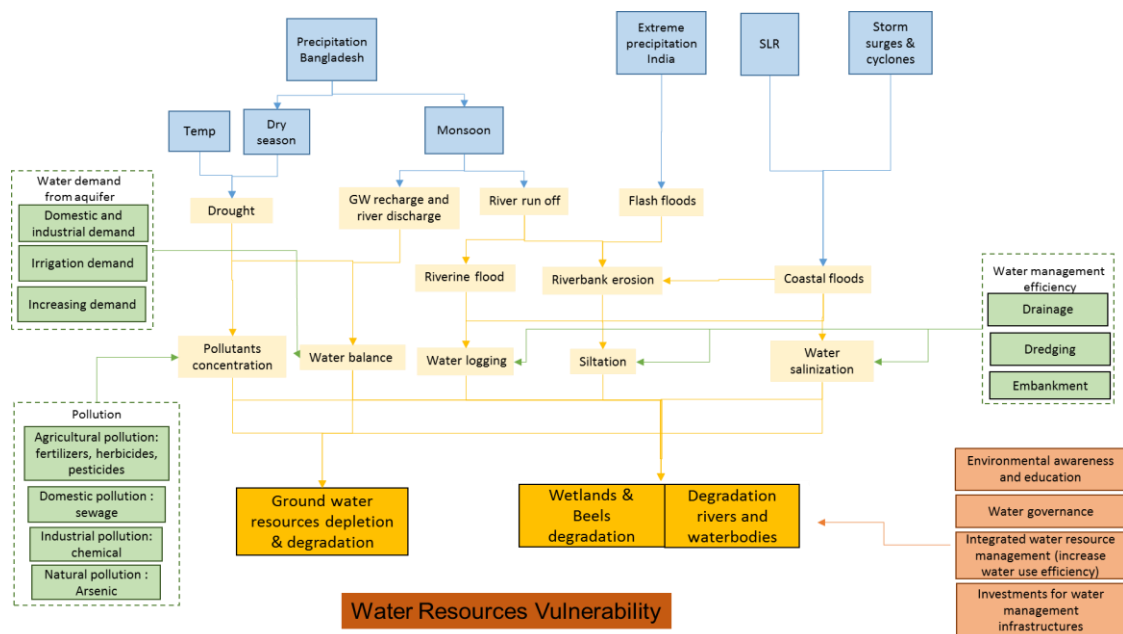 Precipitation
Bangladesh
Extreme
precipitation
India
SLR
Storm
surges &
cyclones
Temp
Dry
season
Monsoon
Water demand
from aquifer
Domestic and
industrial demand
Irrigation demand
Increasing demand
Drought
GW recharge and
river discharge
River run off
Flash floods
Riverine flood
Riverbank erosion
Coastal floods
Water management
efficiency
Drainage
Dredging
Embankment
Pollutants
concentration
Water balance
Water logging
Siltation
Water
salinization
Pollution
Agricultural pollution:
fertilizers, herbicides,
pesticides
Domestic pollution :
sewage
Industrial pollution:
chemical
Natural pollution :
Arsenic
Ground water
resources depletion
& degradation
Wetlands &
Beels
degradation
Degradation
rivers and
waterbodies
Environmental awareness
and education
Water governance
Integrated water resource
management (increase
water use efficiency)
Investments for water
management
infrastructures
Water Resources Vulnerability